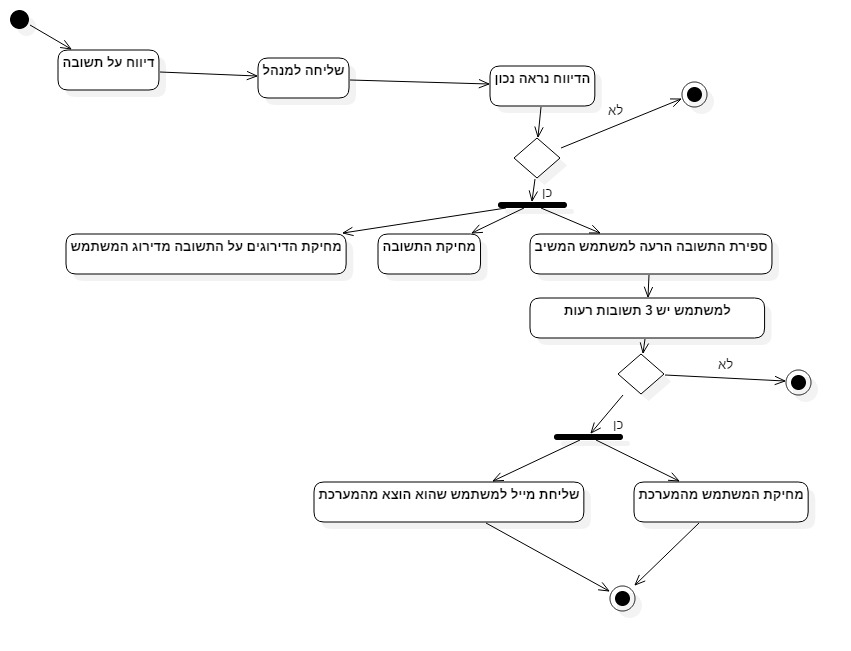 דיווח על תשובה
שליחה למנהל
הדיווח נראה נכון
לא
כן
ספירת התשובה הרעה למשתמש המשיב
מחיקת התשובה
מחיקת הדירוגים על התשובה מדירוג המשתמש
למשתמש יש 3 תשובות רעות
לא
כן
מחיקת המשתמש מהמערכת
שליחת מייל למשתמש שהוא הוצא מהמערכת